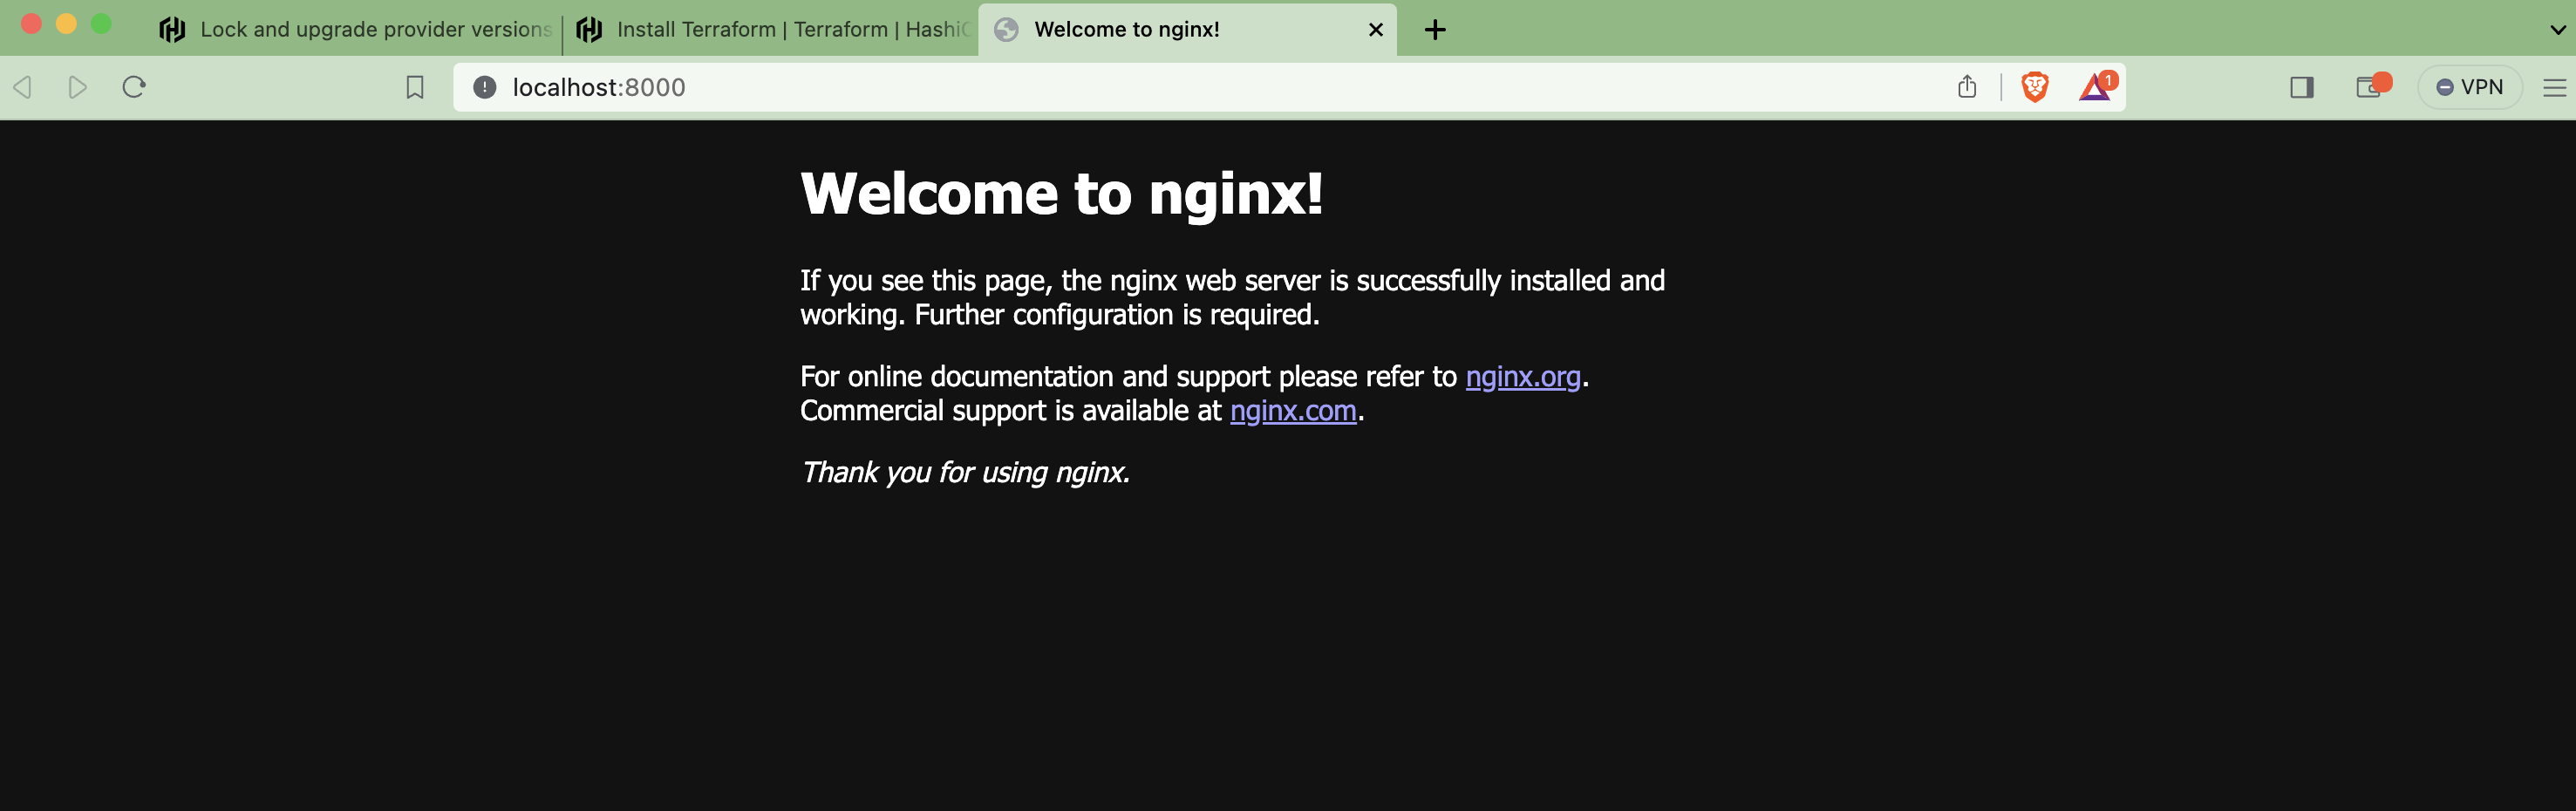 Lock and upgrade provider versions
Install Terraform | Terraform | HashiC
Welcome to nginx!
localhost:8000
1
VPN
Welcome to nginx!
If you see this page, the nginx web server is successfully installed and
working. Further configuration is required.
For online documentation and support please refer to nginx.org.
Commercial support is available at nginx.com.
Thank you for using nginx.